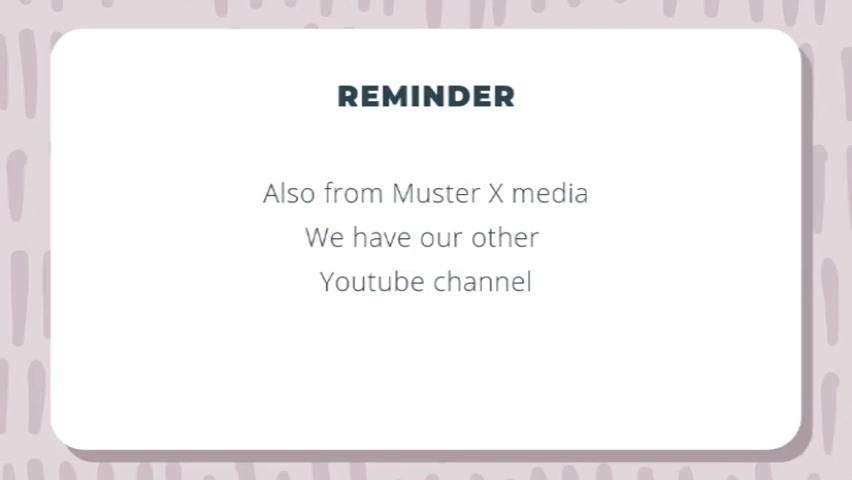 REMINDER
Also from Muster X media
We have our other
Youtube channel